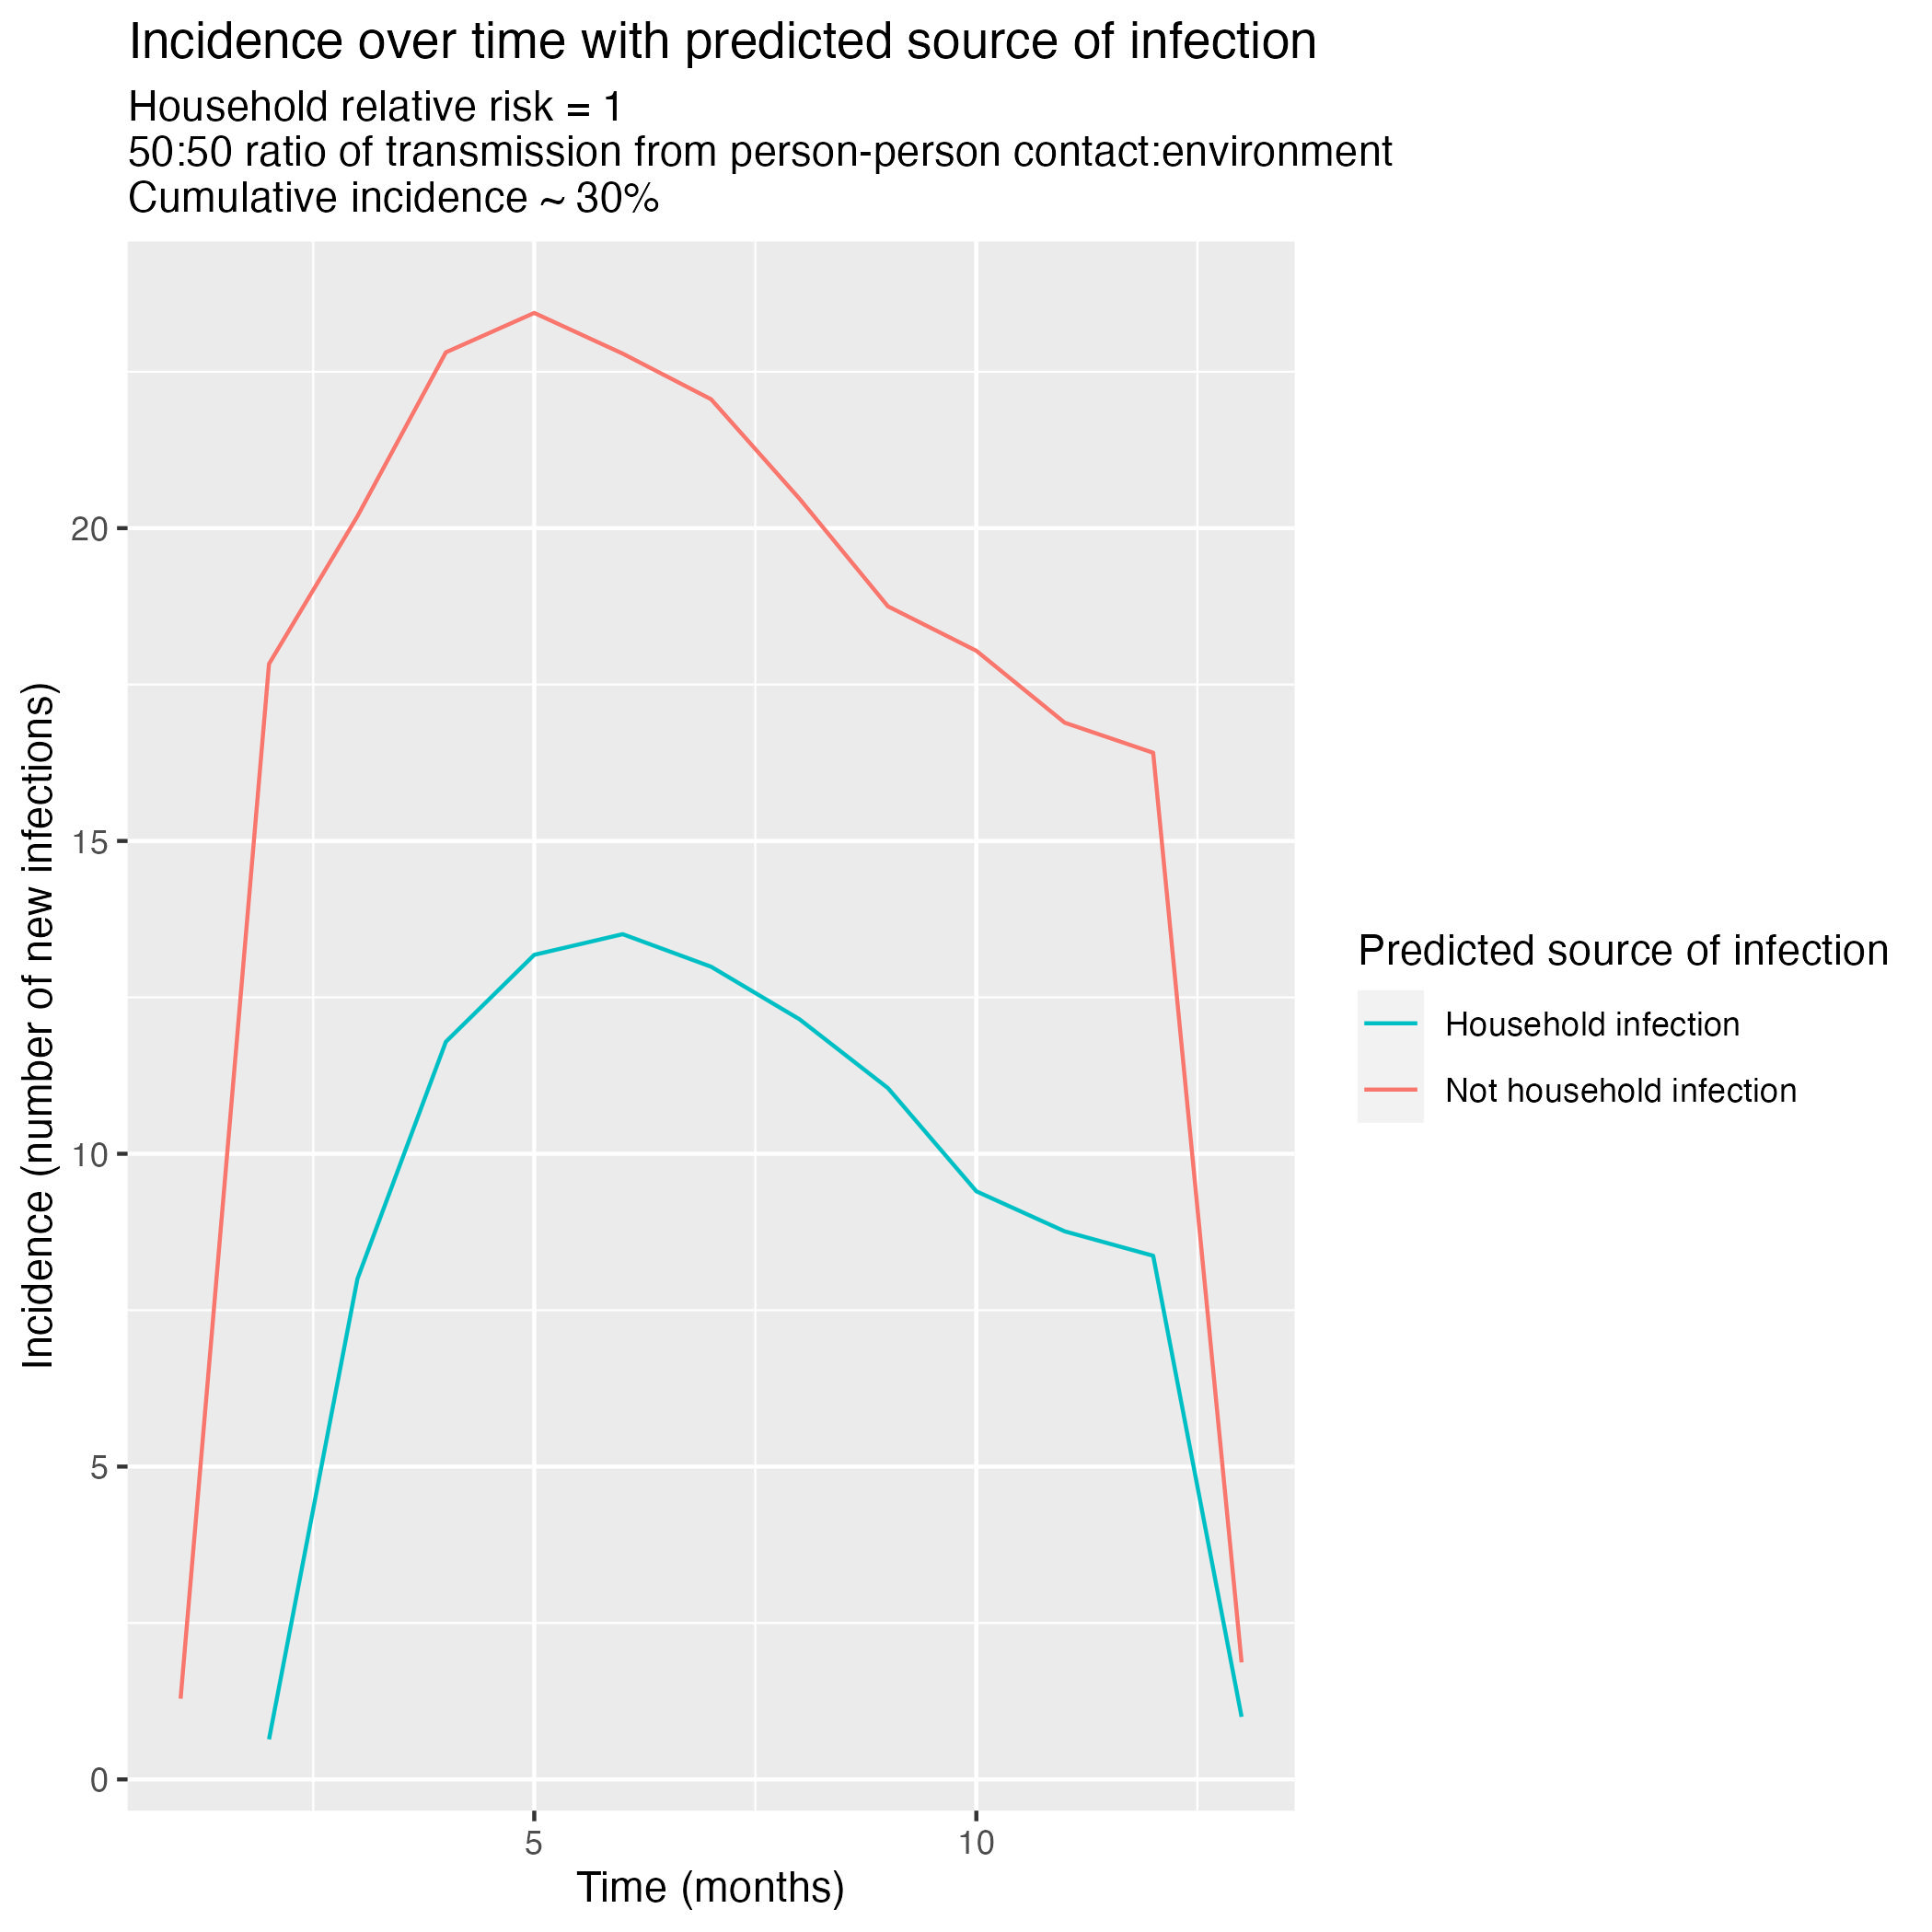 Incidence over time with predicted source of infection
Household relative risk = 1
50:50 ratio of transmission from person-person contact:environment
Cumulative incidence ~ 30%
Incidence (number of new infections)
20
15
10
5
0
5
10
Time (months)
Predicted source of infection
Household infection
Not household infection